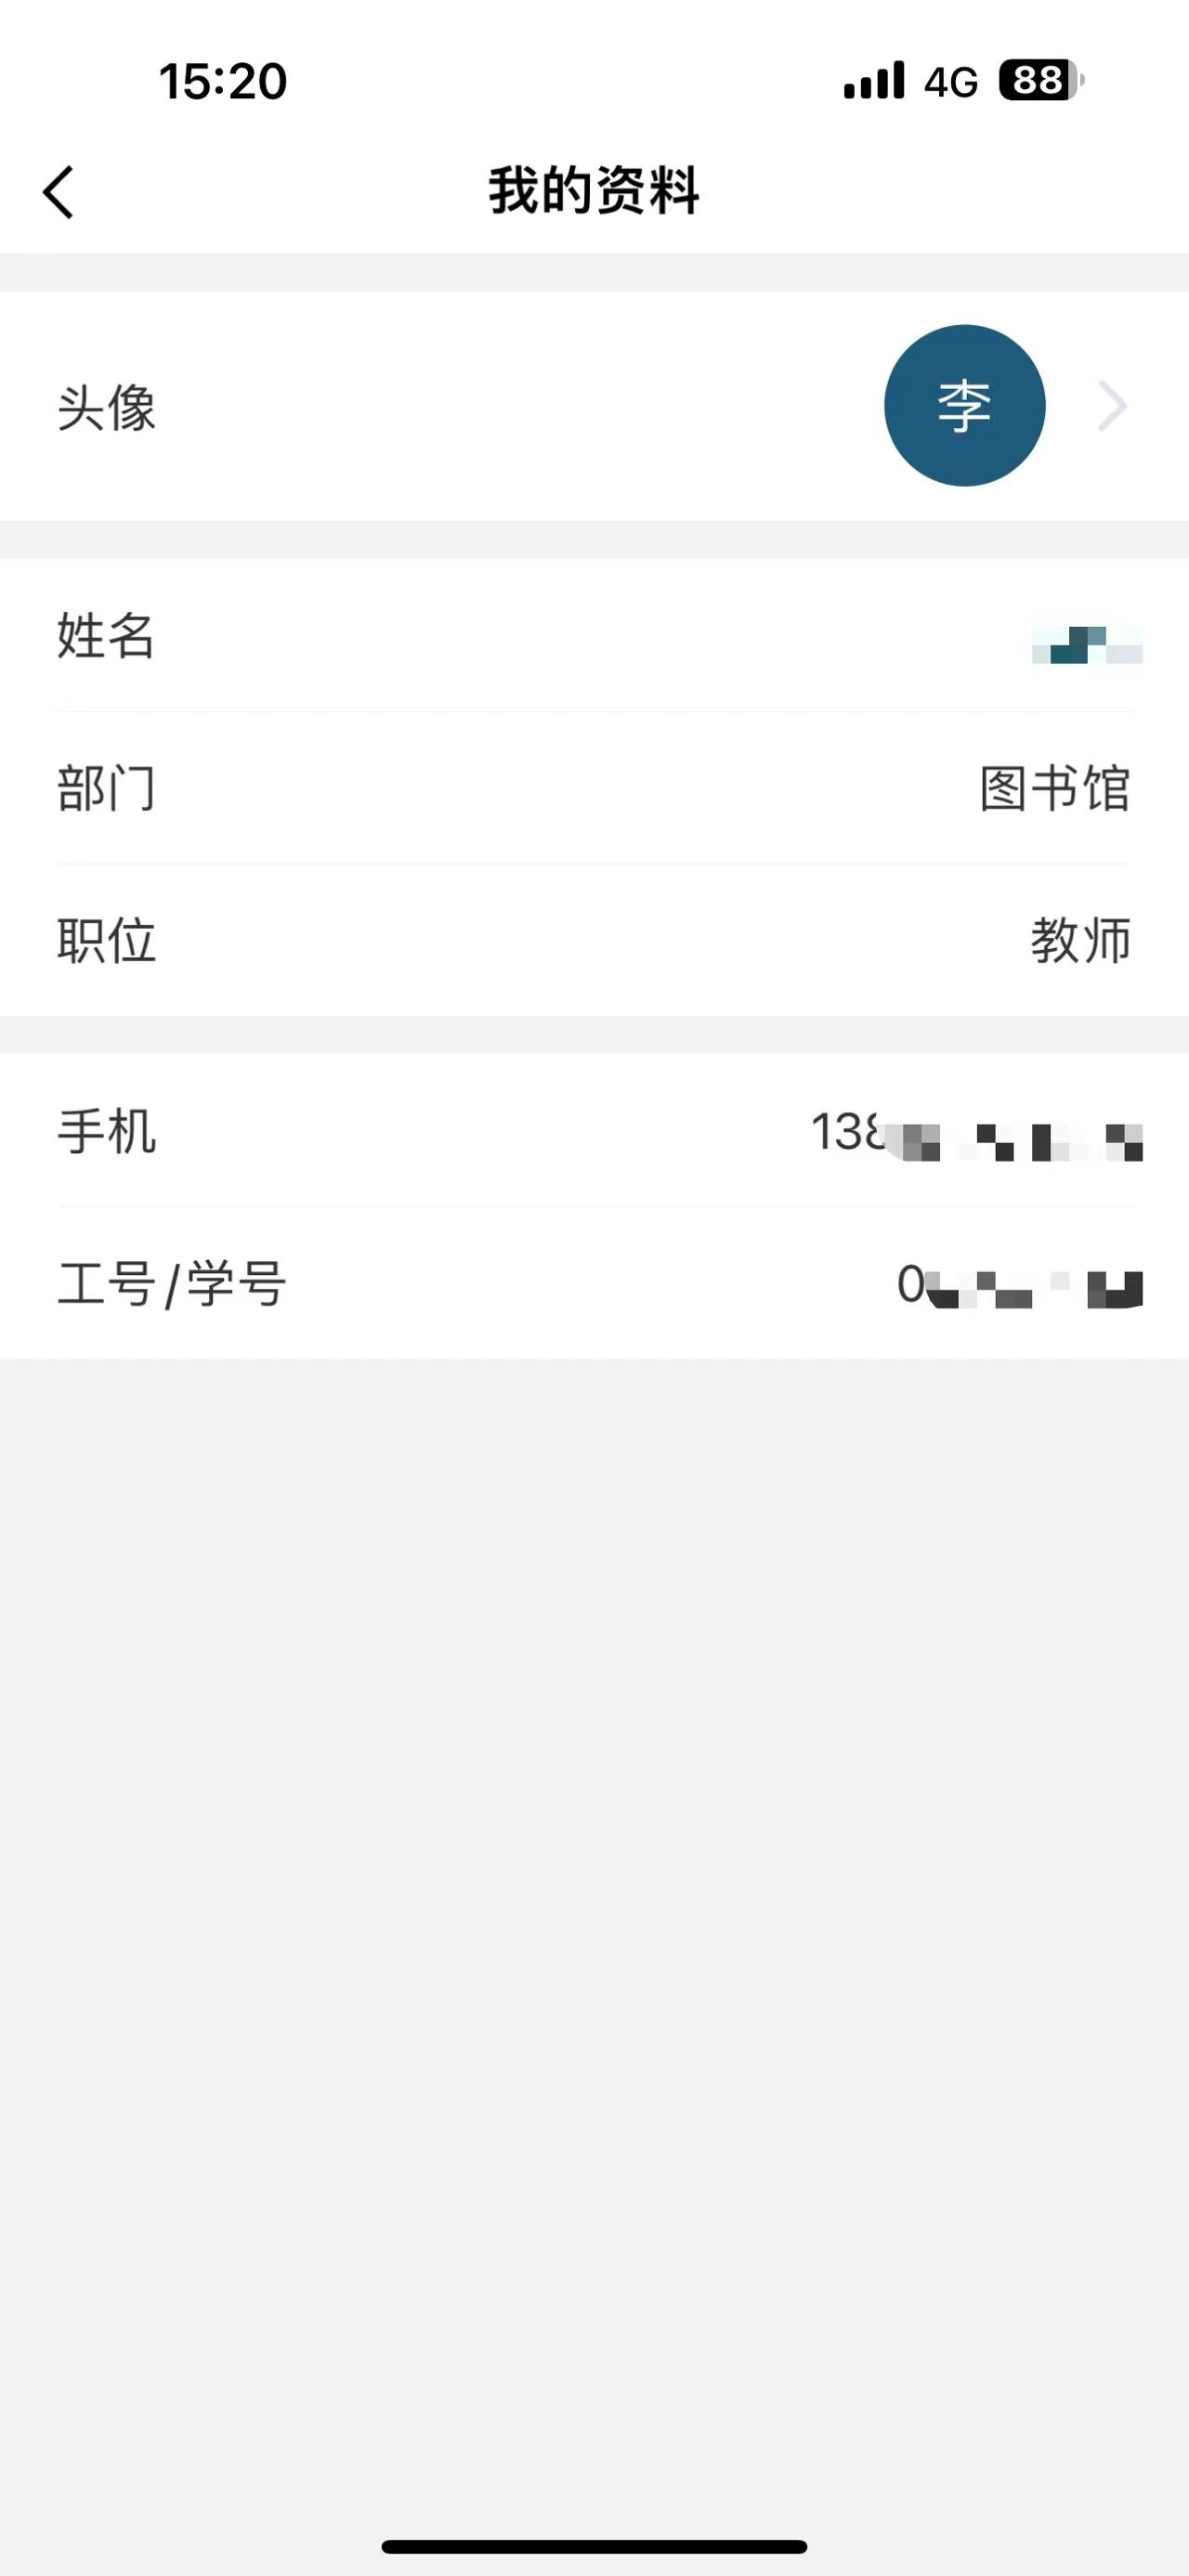 15:20 4G 88
我的资料
头像 李
姓名
部门 图书馆
职位 教师
手机 138
工号/学号 0